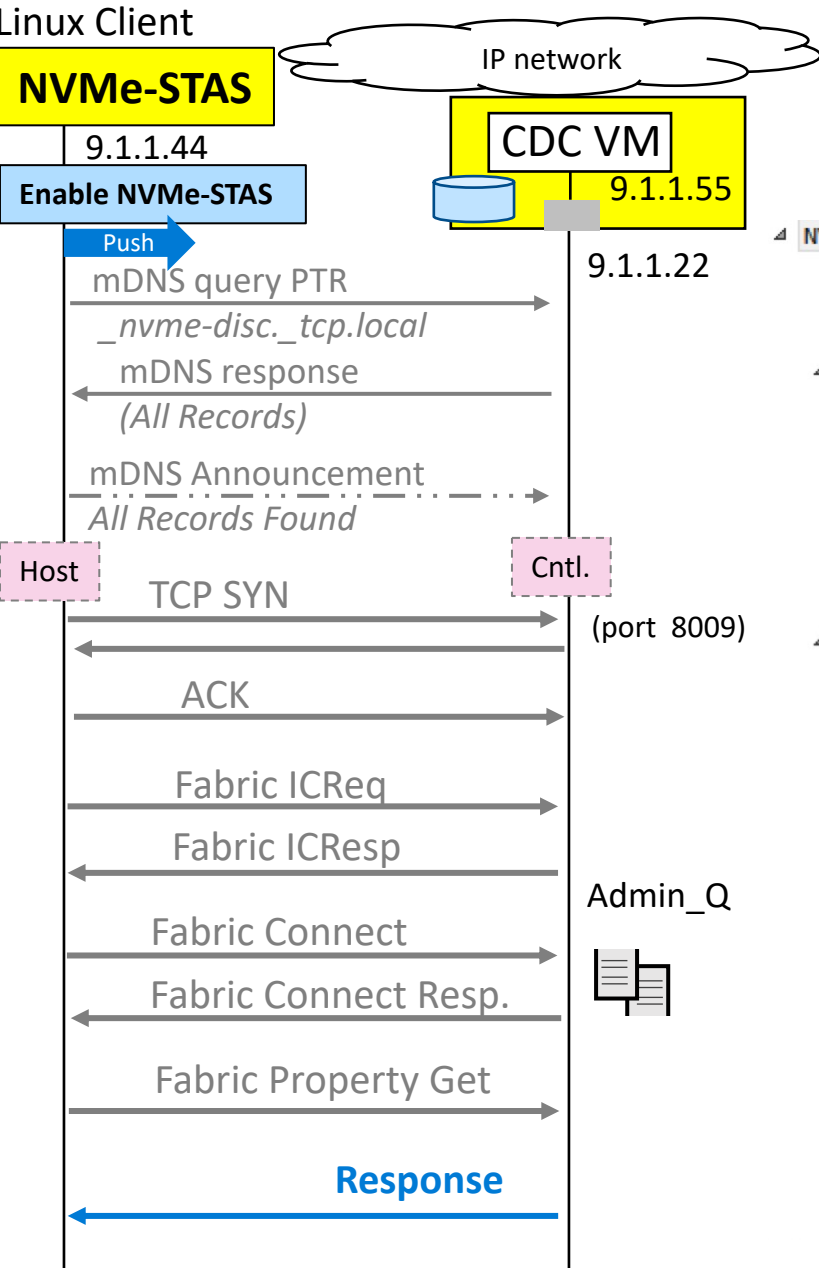 Linux Client
IP network
NVMe-STAS
CDC VM
9.1.1.44
9.1.1.55
Enable NVMe-STAS
Push
9.1.1.22
mDNS query PTR
_nvme-disc._tcp.local
mDNS response
(All Records)
mDNS Announcement
All Records Found
Host
Cntl.
TCP SYN
(port 8009)
ACK
Fabric ICReq
Fabric ICResp
Admin_Q
Fabric Connect
Fabric Connect Resp.
Fabric Property Get
Response